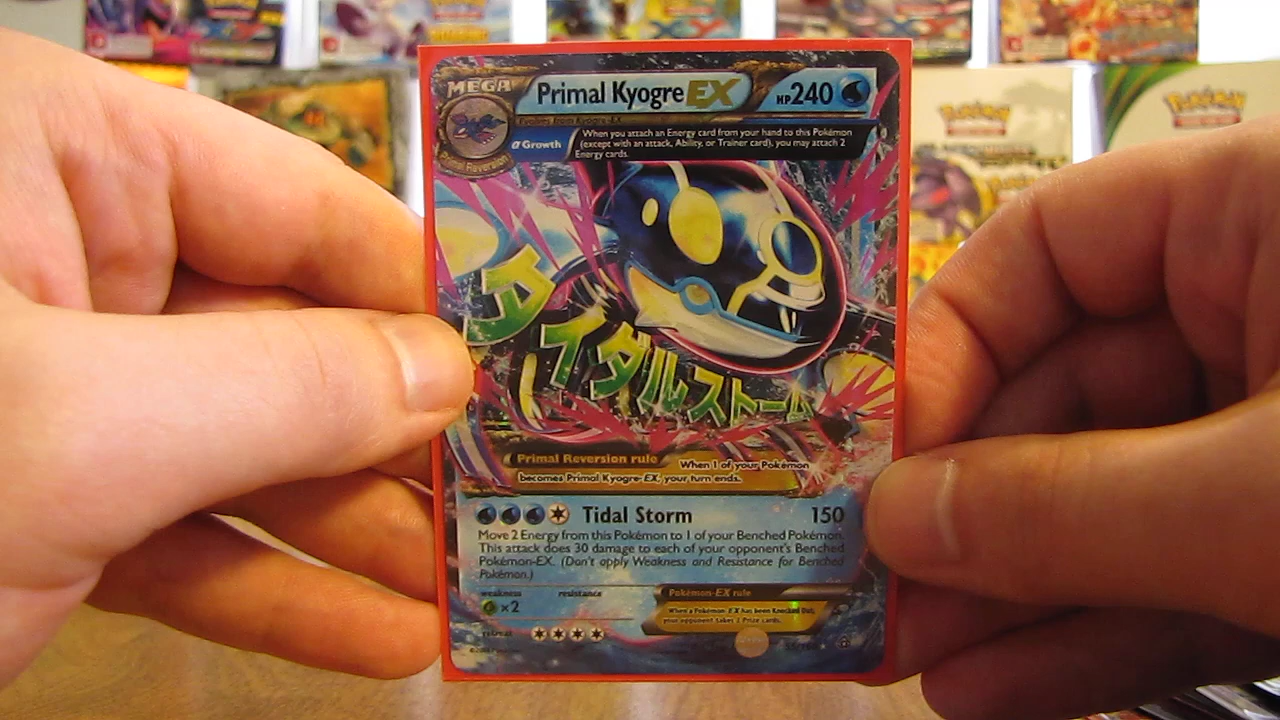 Pokémon
Pokémon
MEGA
Primal Kyogre EX
HP 240
Evolves from Kyogre-EX
Primal Reversion
α Growth
When you attach an Energy card from your hand to this Pokémon
(except with an attack, Ability, or Trainer card), you may attach 2
Energy cards.
タイダルストーム
Primal Reversion rule
When 1 of your Pokémon
becomes Primal Kyogre-EX, your turn ends.
Tidal Storm 150
Move 2 Energy from this Pokémon to 1 of your Benched Pokémon.
This attack does 30 damage to each of your opponent's Benched
Pokémon-EX. (Don't apply Weakness and Resistance for Benched
Pokémon.)
weakness resistance
×2
retreat
Pokémon-EX rule
When a Pokémon-EX has been Knocked Out,
your opponent takes 2 Prize cards.